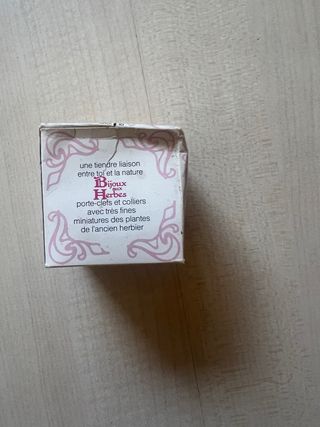 une tiendre liaison
entre toi et la nature
Bijoux
aux
Herbes
porte-clefs et colliers
avec très fines
miniatures des plantes
de l'ancien herbier